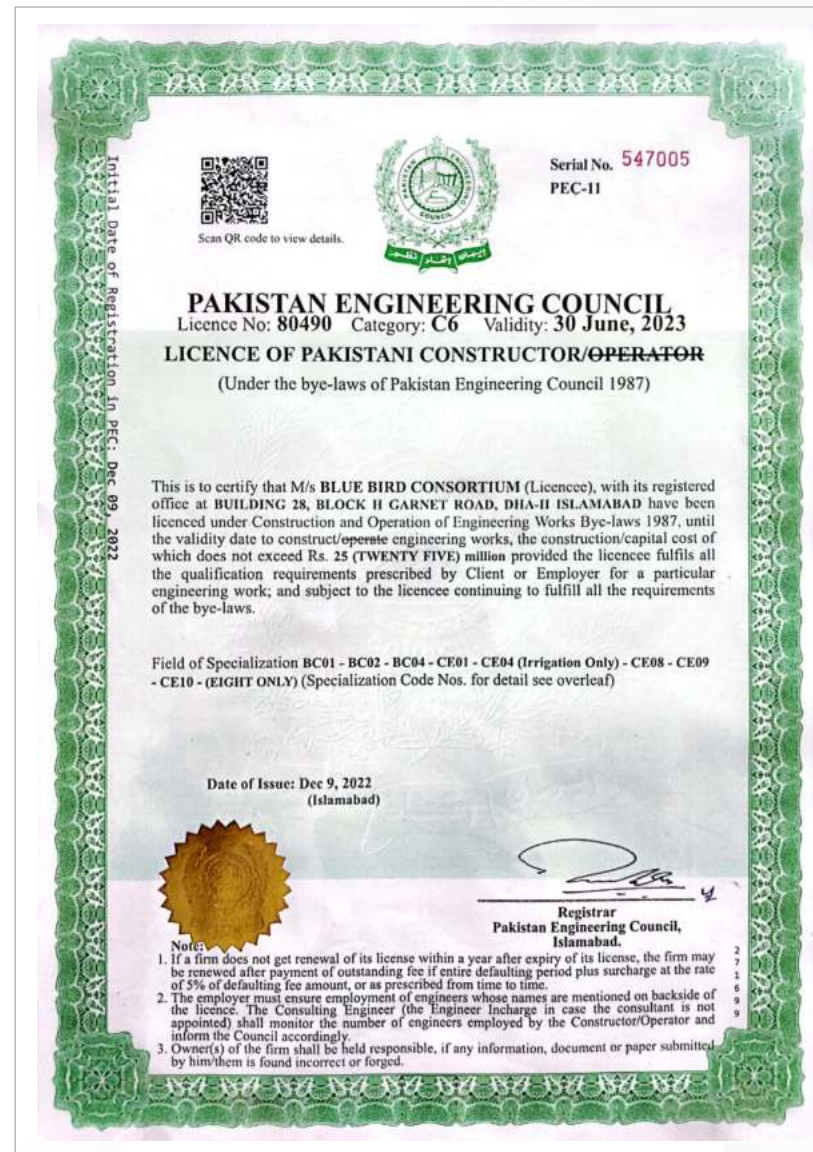 Serial No. 547005
PEC-11
Scan QR code to view details.
PAKISTAN ENGINEERING COUNCIL
ایمان اتحاد نظم
PAKISTAN ENGINEERING COUNCIL
Licence No: 80490 Category: C6 Validity: 30 June, 2023
LICENCE OF PAKISTANI CONSTRUCTOR/OPERATOR
(Under the bye-laws of Pakistan Engineering Council 1987)
This is to certify that M/s BLUE BIRD CONSORTIUM (Licencee), with its registered
office at BUILDING 28, BLOCK H GARNET ROAD, DHA-II ISLAMABAD have been
licenced under Construction and Operation of Engineering Works Bye-laws 1987, until
the validity date to construct/operate engineering works, the construction/capital cost of
which does not exceed Rs. 25 (TWENTY FIVE) million provided the licencee fulfils all
the qualification requirements prescribed by Client or Employer for a particular
engineering work; and subject to the licencee continuing to fulfill all the requirements
of the bye-laws.
Field of Specialization BC01 - BC02 - BC04 - CE01 - CE04 (Irrigation Only) - CE08 - CE09
- CE10 - (EIGHT ONLY) (Specialization Code Nos. for detail see overleaf)
Date of Issue: Dec 9, 2022
(Islamabad)
Registrar
Pakistan Engineering Council,
Islamabad.
Note:
1. If a firm does not get renewal of its license within a year after expiry of its license, the firm may
be renewed after payment of outstanding fee if entire defaulting period plus surcharge at the rate
of 5% of defaulting fee amount, or as prescribed from time to time.
2. The employer must ensure employment of engineers whose names are mentioned on backside of
the licence. The Consulting Engineer (the Engineer Incharge in case the consultant is not
appointed) shall monitor the number of engineers employed by the Constructor/Operator and
inform the Council accordingly.
3. Owner(s) of the firm shall be held responsible, if any information, document or paper submitted
by him/them is found incorrect or forged.
Initial Date of Registration in PEC: Dec 09, 2022
271699